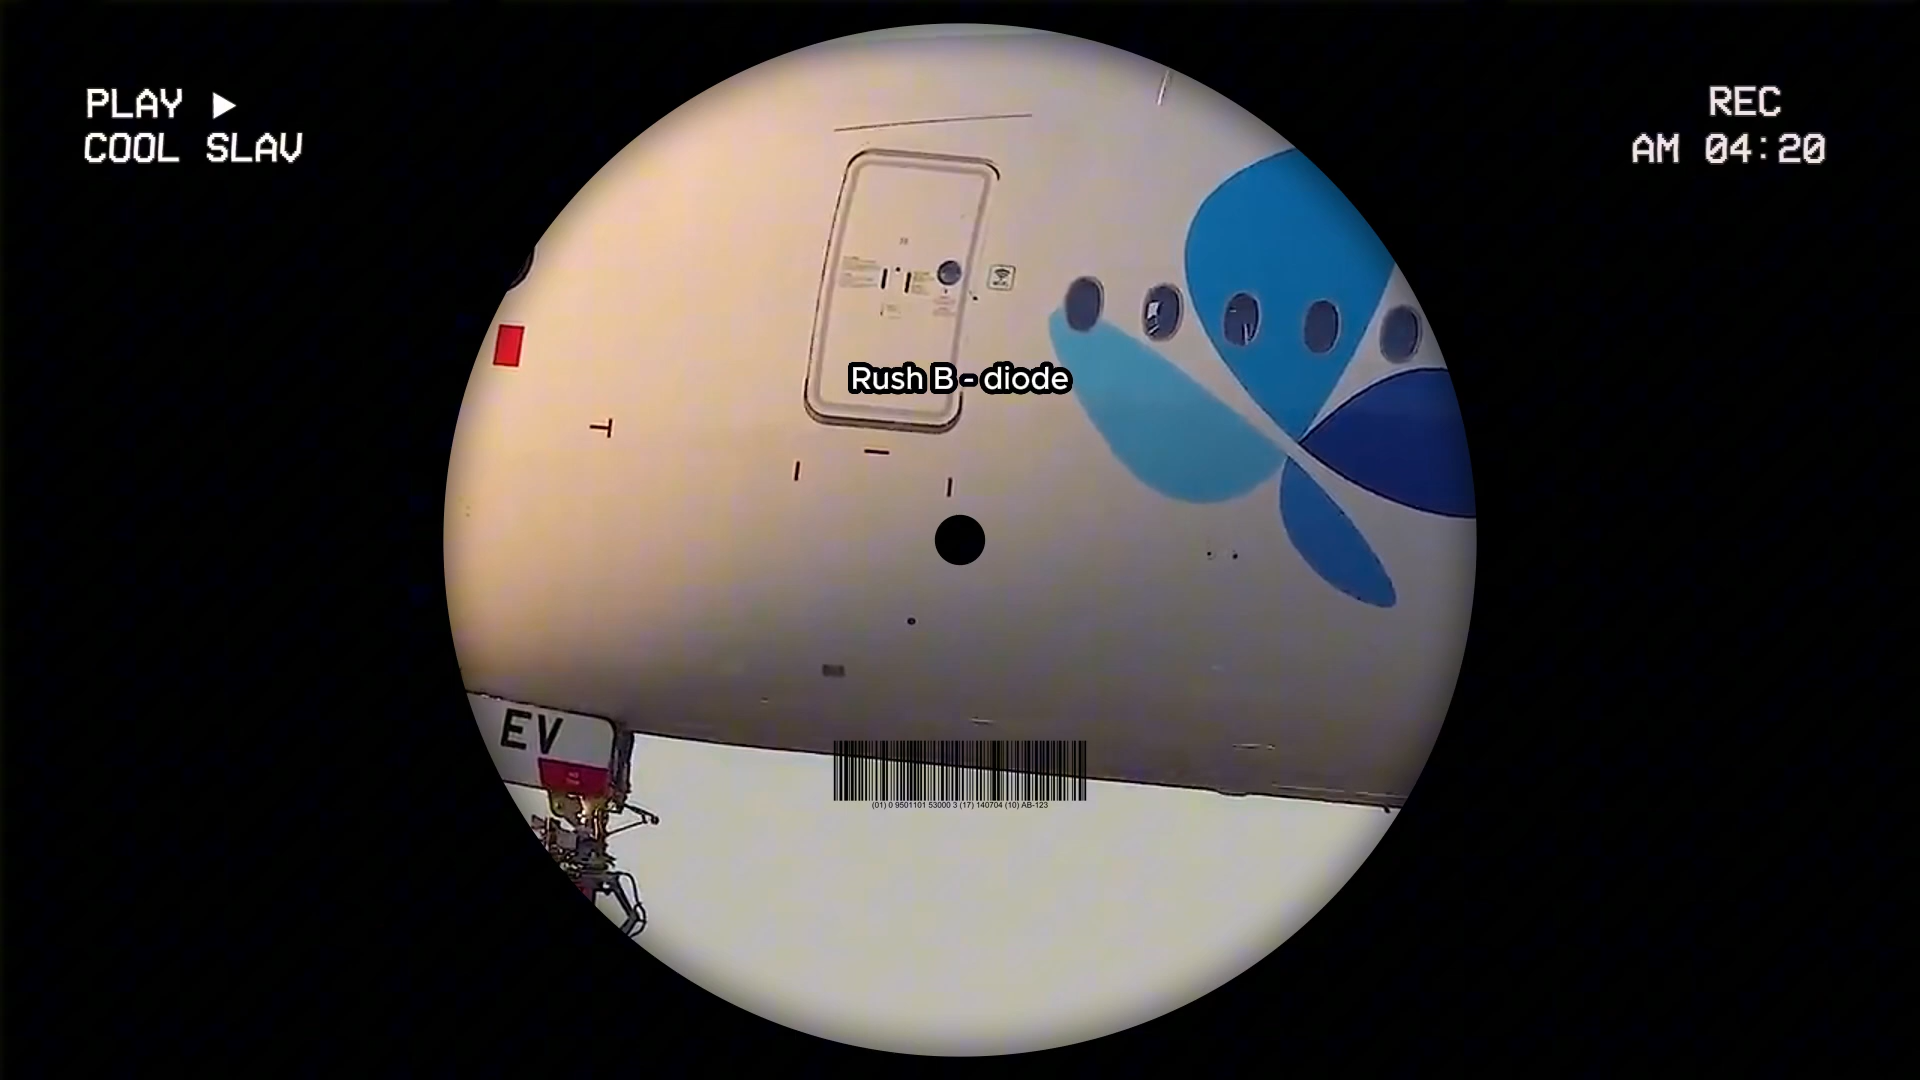 PLAY
COOL SLAV
REC
AM 04:20
Rush B - diode
EV
(01) 0 9501101 53000 3 (17) 140704 (10) AB-123